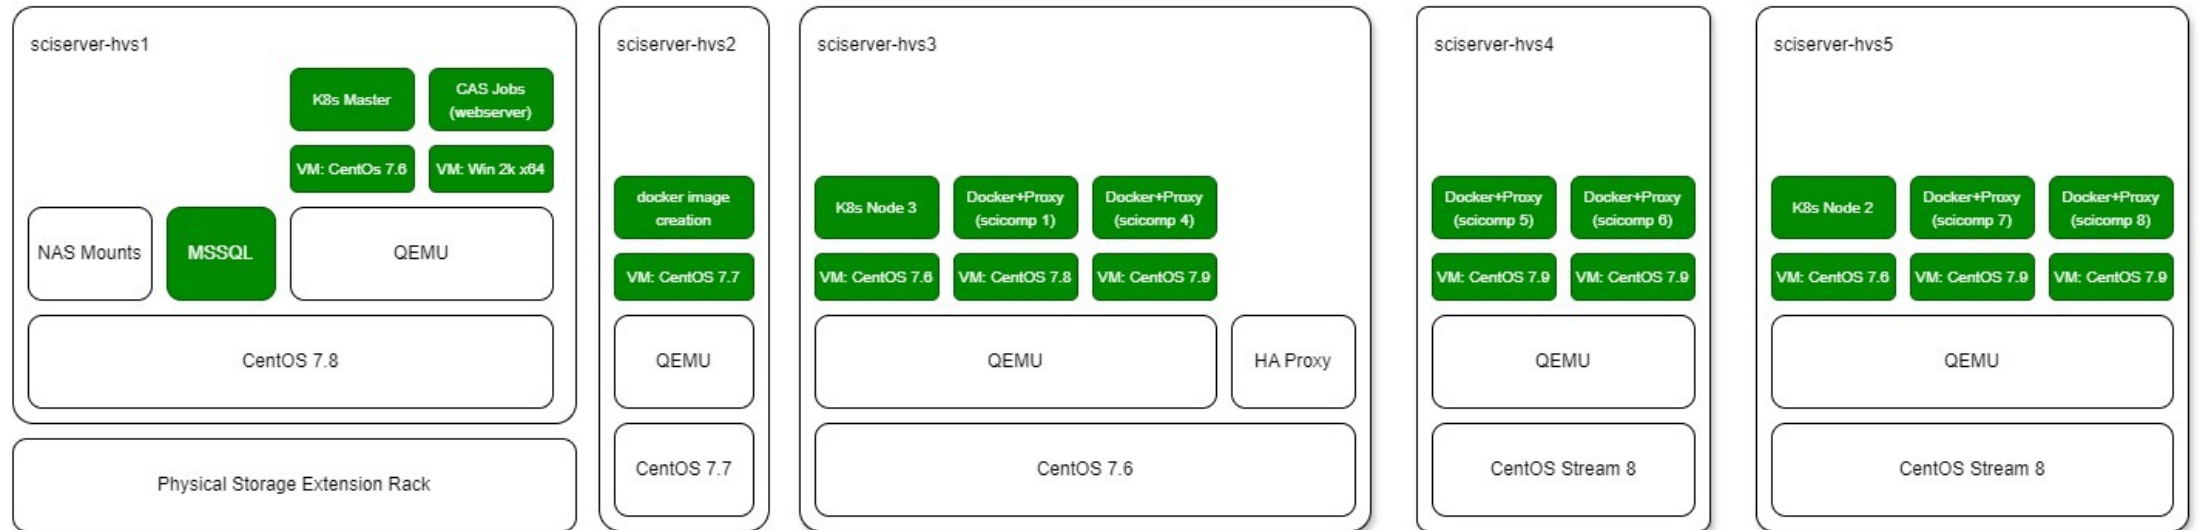 sciserver-hvs1
K8s Master
CAS Jobs
(webserver)
VM: CentOs 7.6
VM: Win 2k x64
NAS Mounts
MSSQL
QEMU
CentOS 7.8
Physical Storage Extension Rack
sciserver-hvs2
docker image
creation
VM: CentOS 7.7
QEMU
CentOS 7.7
sciserver-hvs3
K8s Node 3
Docker+Proxy
(scicomp 1)
Docker+Proxy
(scicomp 4)
VM: CentOS 7.6
VM: CentOS 7.8
VM: CentOS 7.9
QEMU
HA Proxy
CentOS 7.6
sciserver-hvs4
Docker+Proxy
(scicomp 5)
Docker+Proxy
(scicomp 6)
VM: CentOS 7.9
VM: CentOS 7.9
QEMU
CentOS Stream 8
sciserver-hvs5
K8s Node 2
Docker+Proxy
(scicomp 7)
Docker+Proxy
(scicomp 8)
VM: CentOS 7.6
VM: CentOS 7.9
VM: CentOS 7.9
QEMU
CentOS Stream 8